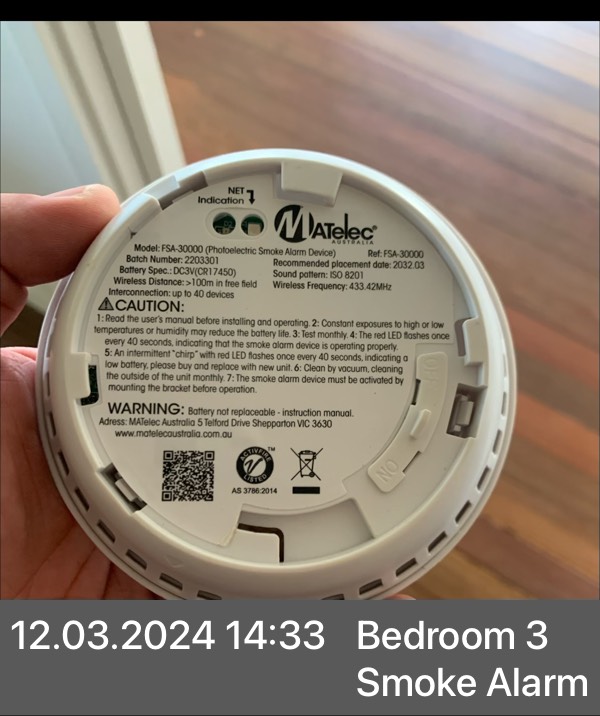 NET
Indication
MATelec®
AUSTRALIA
Model: FSA-30000 (Photoelectric Smoke Alarm Device) Ref: FSA-30000
Batch Number: 2203301 Recommended placement date: 2032.03
Battery Spec.: DC3V(CR17450) Sound pattern: ISO 8201
Wireless Distance: >100m in free field Wireless Frequency: 433.42MHz
Interconnection: up to 40 devices
CAUTION:
1: Read the user's manual before installing and operating. 2: Constant exposures to high or low
temperatures or humidity may reduce the battery life. 3: Test monthly. 4: The red LED flashes once
every 40 seconds, indicating that the smoke alarm device is operating properly.
5: An intermittent "chirp" with red LED flashes once every 40 seconds, indicating a
low battery, please buy and replace with new unit. 6: Clean by vacuum, cleaning
the outside of the unit monthly. 7: The smoke alarm device must be activated by
mounting the bracket before operation.
WARNING: Battery not replaceable - instruction manual.
Adress: MATelec Australia 5 Telford Drive Shepparton VIC 3630
www.matelecaustralia.com.au
ACTIVFIRE
LISTED
TM
AS 3786:2014
ON
12.03.2024 14:33
Bedroom 3
Smoke Alarm